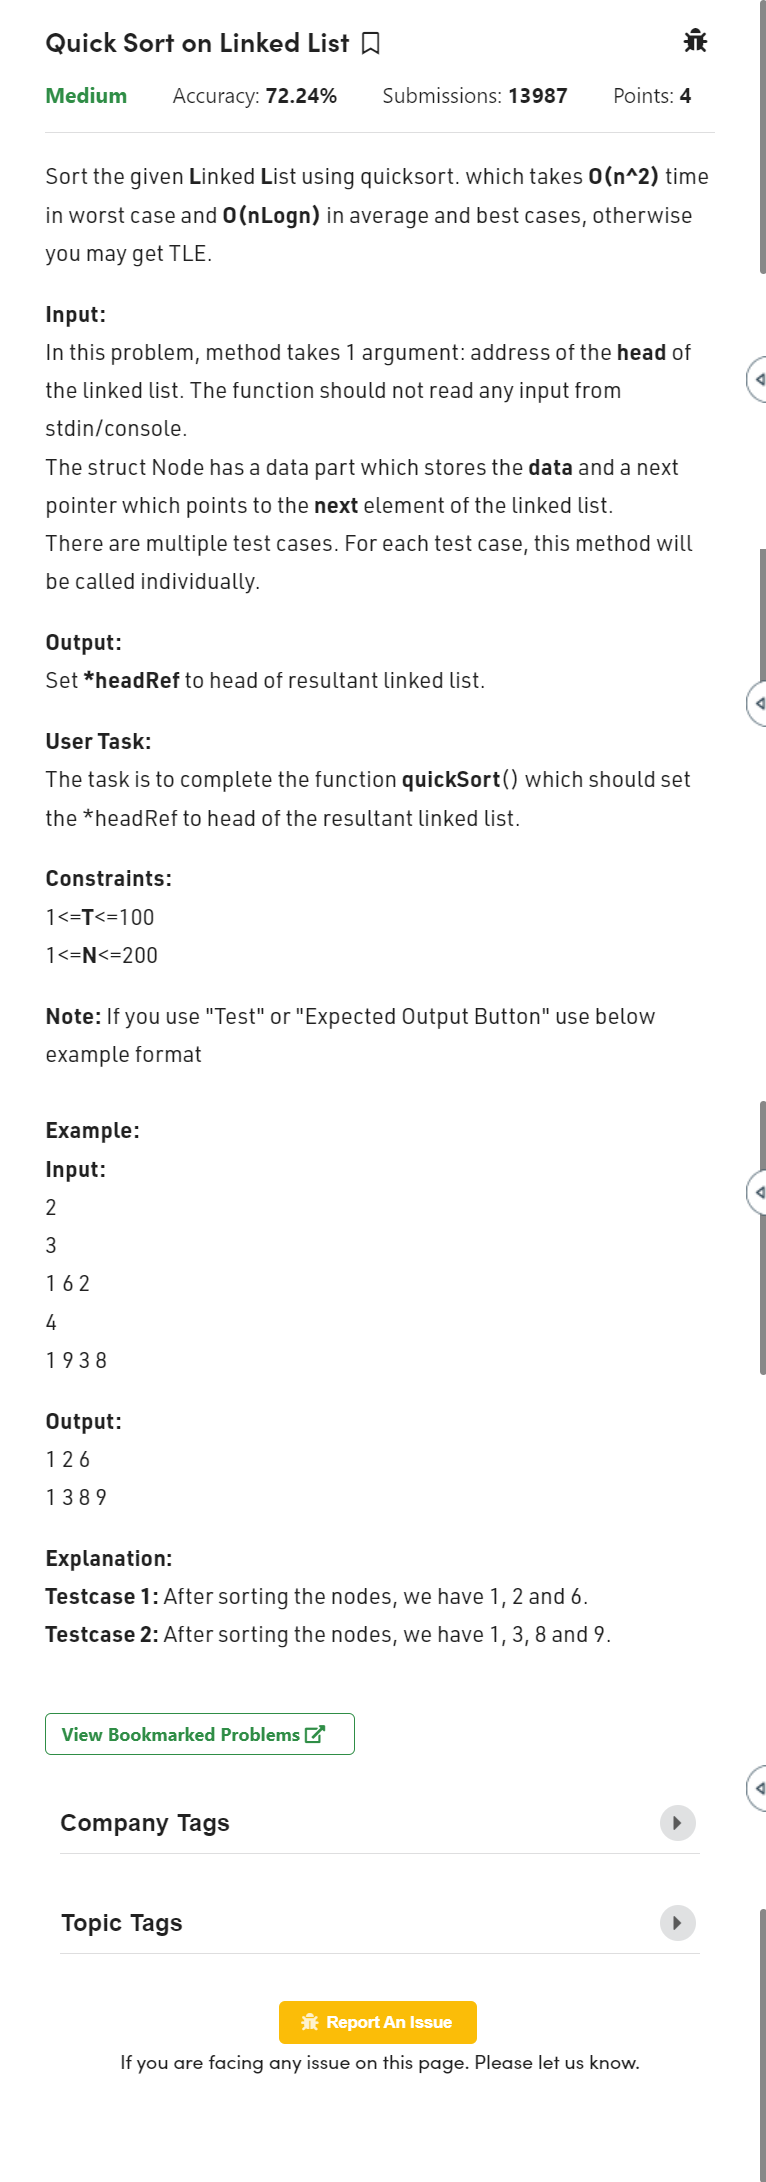 Quick Sort on Linked List
Medium Accuracy: 72.24% Submissions: 13987 Points: 4
Sort the given Linked List using quicksort. which takes O(n^2) time
in worst case and O(nLogn) in average and best cases, otherwise
you may get TLE.
Input:
In this problem, method takes 1 argument: address of the head of
the linked list. The function should not read any input from
stdin/console.
The struct Node has a data part which stores the data and a next
pointer which points to the next element of the linked list.
There are multiple test cases. For each test case, this method will
be called individually.
Output:
Set *headRef to head of resultant linked list.
User Task:
The task is to complete the function quickSort() which should set
the *headRef to head of the resultant linked list.
Constraints:
1<=T<=100
1<=N<=200
Note: If you use "Test" or "Expected Output Button" use below
example format
Example:
Input:
2
3
1 6 2
4
1 9 3 8
Output:
1 2 6
1 3 8 9
Explanation:
Testcase 1: After sorting the nodes, we have 1, 2 and 6.
Testcase 2: After sorting the nodes, we have 1, 3, 8 and 9.
View Bookmarked Problems
Company Tags
Topic Tags
Report An Issue
If you are facing any issue on this page. Please let us know.